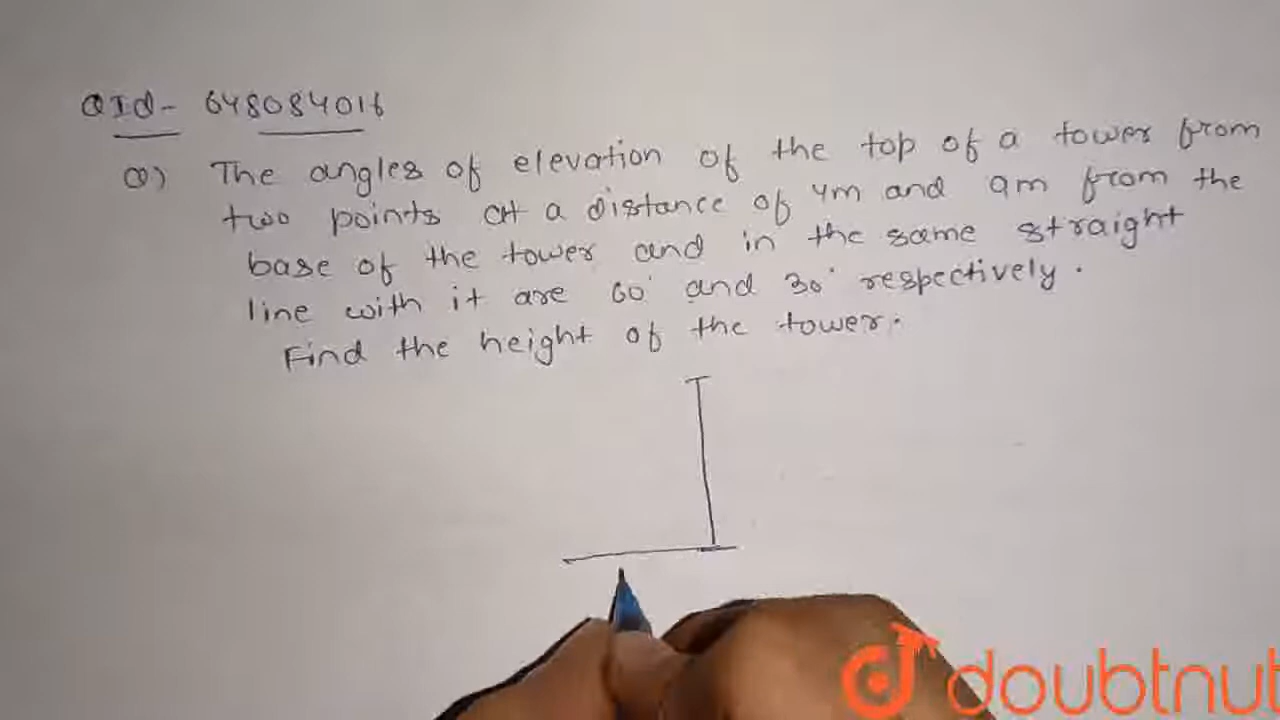 QId- 648084016
Q) The angles of elevation of the top of a tower from
two points at a distance of 4m and 9m from the
base of the tower and in the same straight
line with it are 60° and 30° respectively.
Find the height of the tower.
doubtnut